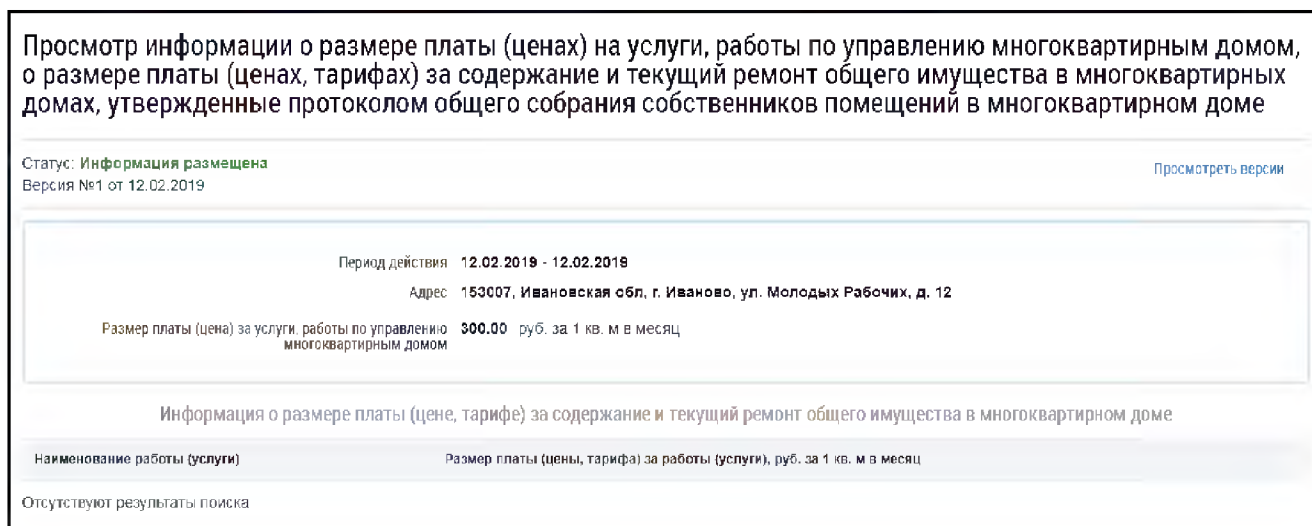 Просмотр информации о размере платы (ценах) на услуги, работы по управлению многоквартирным домом,
о размере платы (ценах, тарифах) за содержание и текущий ремонт общего имущества в многоквартирных
домах, утвержденные протоколом общего собрания собственников помещений в многоквартирном доме
Статус: Информация размещена
Просмотреть версии
Версия №1 от 12.02.2019
Период действия 12.02.2019 - 12.02.2019
Адрес 153007, Ивановская обл, г. Иваново, ул. Молодых Рабочих, д. 12
Размер платы (цена) за услуги, работы по управлению 300.00 руб. за 1 кв. м в месяц
многоквартирным домом
Информация о размере платы (цене, тарифе) за содержание и текущий ремонт общего имущества в многоквартирном доме
Наименование работы (услуги) Размер платы (цены, тарифа) за работы (услуги), руб. за 1 кв. м в месяц
Отсутствуют результаты поиска